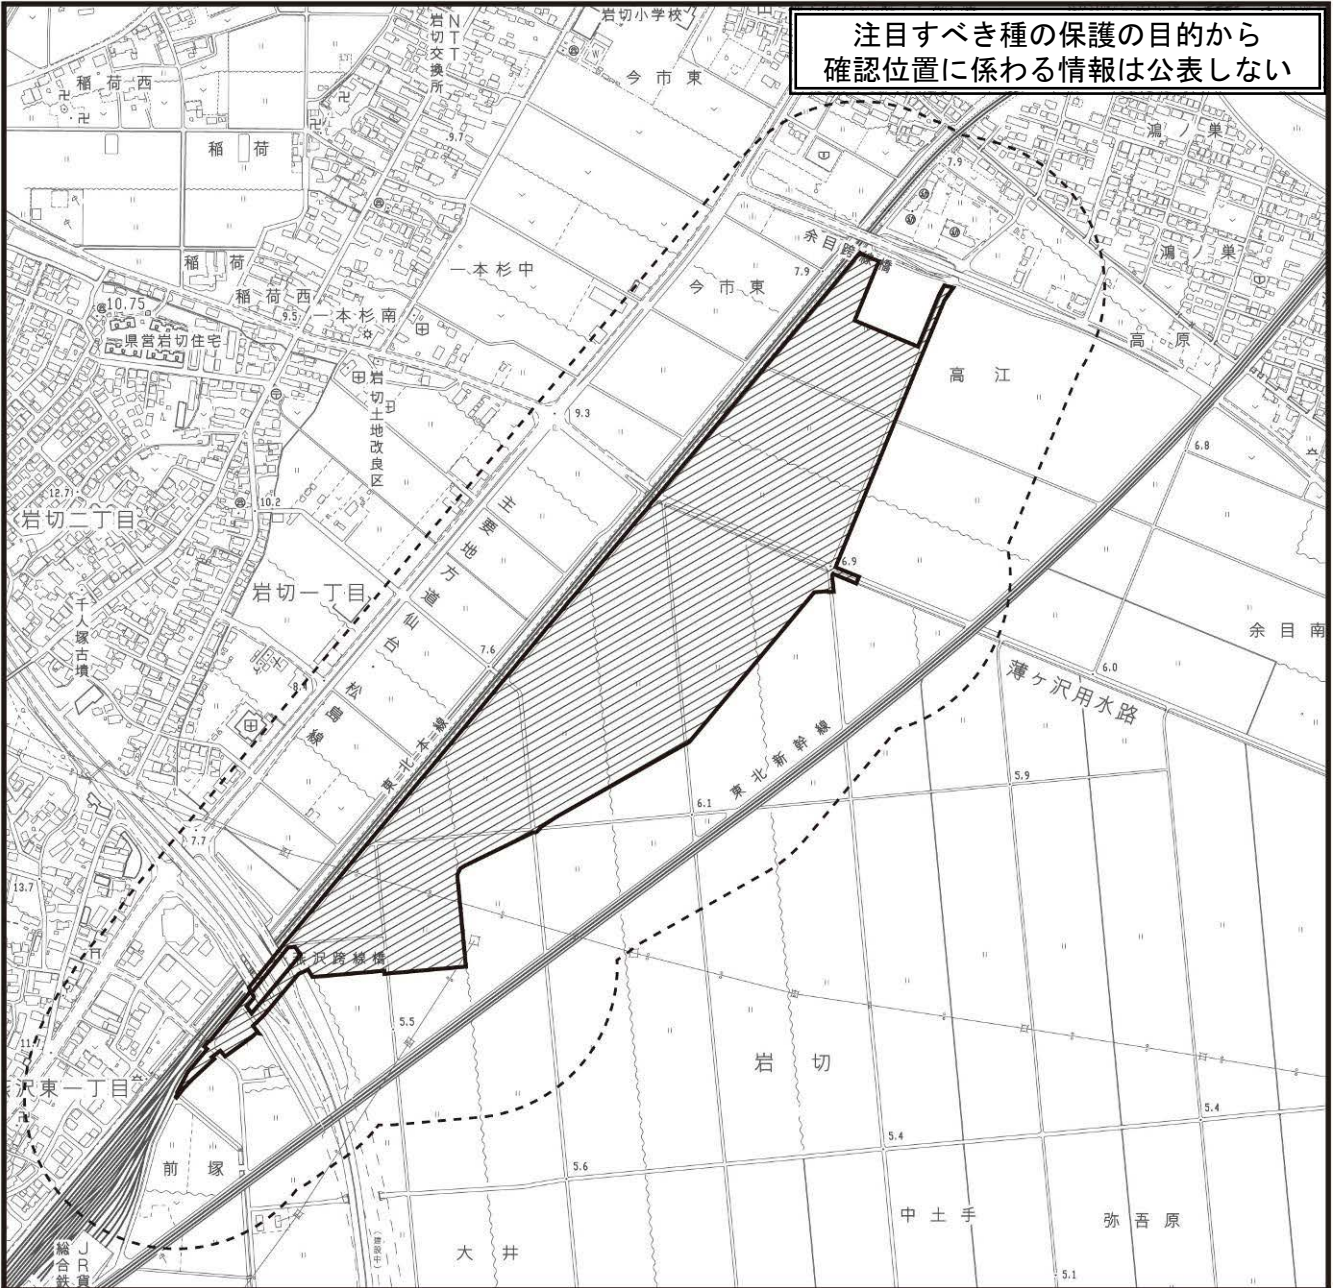 注目すべき種の保護の目的から
確認位置に係わる情報は公表しない
岩切小学校
NTT
岩切交換所
今市東
稲荷西
稲荷
鴻ノ巣
9.7
7.9
余目跨線橋
7.9
鴻ノ巣
稲荷
一本杉中
今市東
稲荷西
10.75
9.5
一本杉南
県営岩切住宅
高原
高江
岩切土地改良区
9.3
6.8
12.7
10.2
岩切二丁目
主要地方道仙台松島線
岩切一丁目
6.9
千人塚古墳
余目南
7.6
6.0
薄ヶ沢用水路
東北本線
東北新幹線
5.9
6.1
7.7
13.7
燕沢跨線橋
5.5
岩切
燕沢東一丁目
5.4
5.4
前塚
5.6
中土手
弥吾原
大井
(建設中)
5.1
JR貨
総合鉄